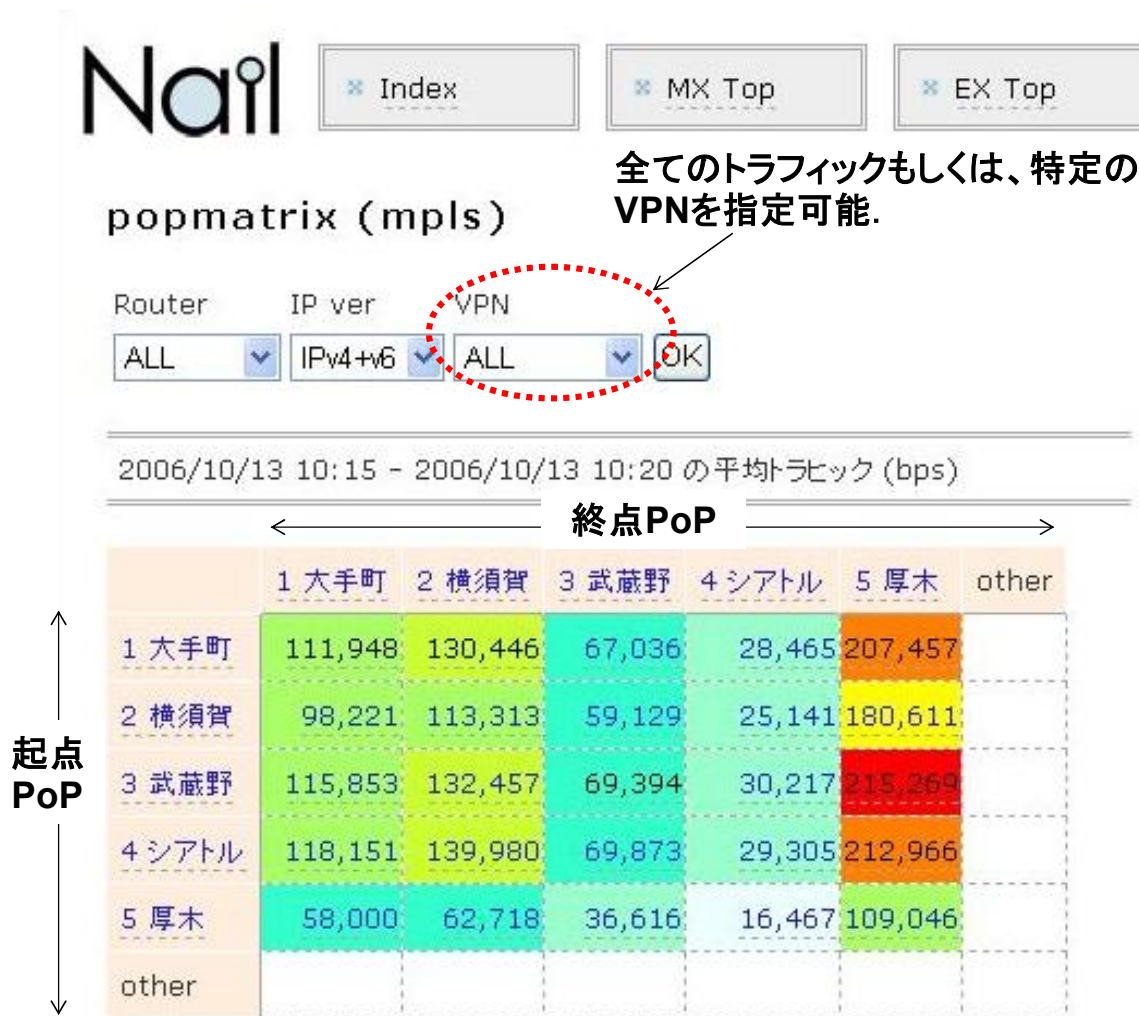 Nail
Index
MX Top
EX Top
全てのトラフィックもしくは、特定の
VPNを指定可能.
popmatrix (mpls)
Router IP ver VPN
ALL IPv4+v6 ALL OK
2006/10/13 10:15 - 2006/10/13 10:20 の平均トラヒック (bps)
終点PoP
1 大手町 2 横須賀 3 武蔵野 4 シアトル 5 厚木 other
1 大手町 111,948 130,446 67,036 28,465 207,457
2 横須賀 98,221 113,313 59,129 25,141 180,611
起点
PoP
3 武蔵野 115,853 132,457 69,394 30,217 215,269
4 シアトル 118,151 139,980 69,873 29,305 212,966
5 厚木 58,000 62,718 36,616 16,467 109,046
other